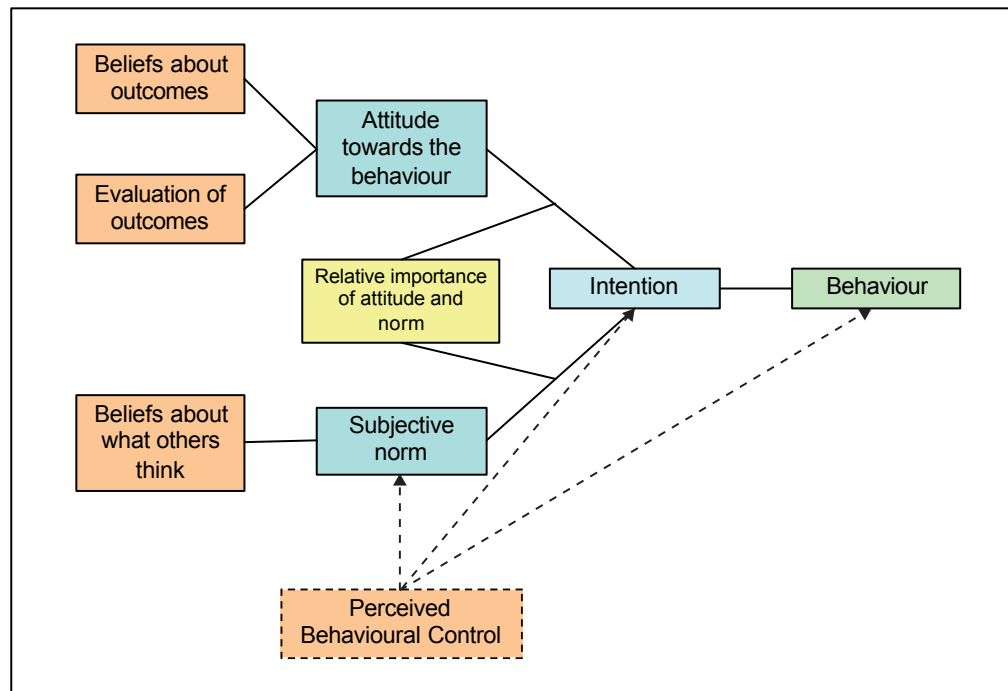 Beliefs about
outcomes
Attitude
towards the
behaviour
Evaluation of
outcomes
Relative importance
of attitude and
norm
Intention
Behaviour
Beliefs about
what others
think
Subjective
norm
Perceived
Behavioural Control